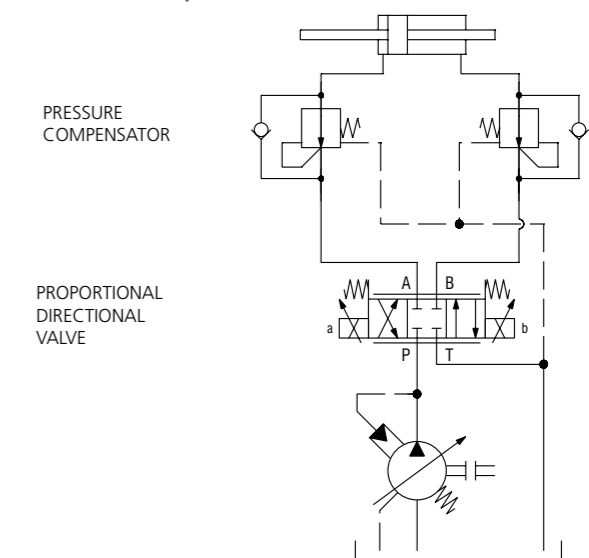 PRESSURE
COMPENSATOR
A B
PROPORTIONAL
DIRECTIONAL
VALVE
a b
P T